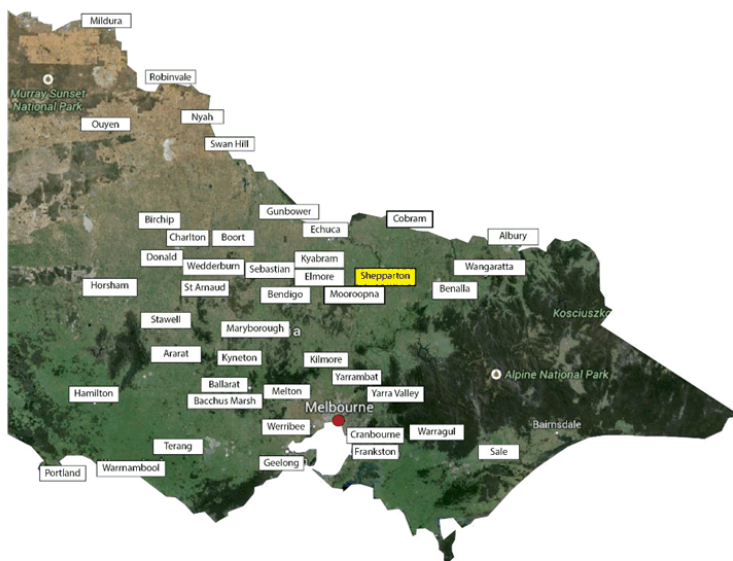 Mildura
Robinvale
Murray Sunset
National Park
Nyah
Ouyen
Swan Hill
Gunbower
Birchip
Cobram
Echuca
Charlton
Boort
Albury
Donald
Kyabram
Wedderburn
Sebastian
Wangaratta
Elmore
Shepparton
Horsham
St Arnaud
Benalla
Bendigo
Mooroopna
Kosciuszko
Stawell
Maryborough
a
Ararat
Kyneton
Kilmore
Yarrambat
Alpine National Park
Ballarat
Hamilton
Melton
Yarra Valley
Bacchus Marsh
Melbourne
Werribee
Bairnsdale
Cranbourne
Warragul
Terang
Frankston
Sale
Geelong
Warrnambool
Portland